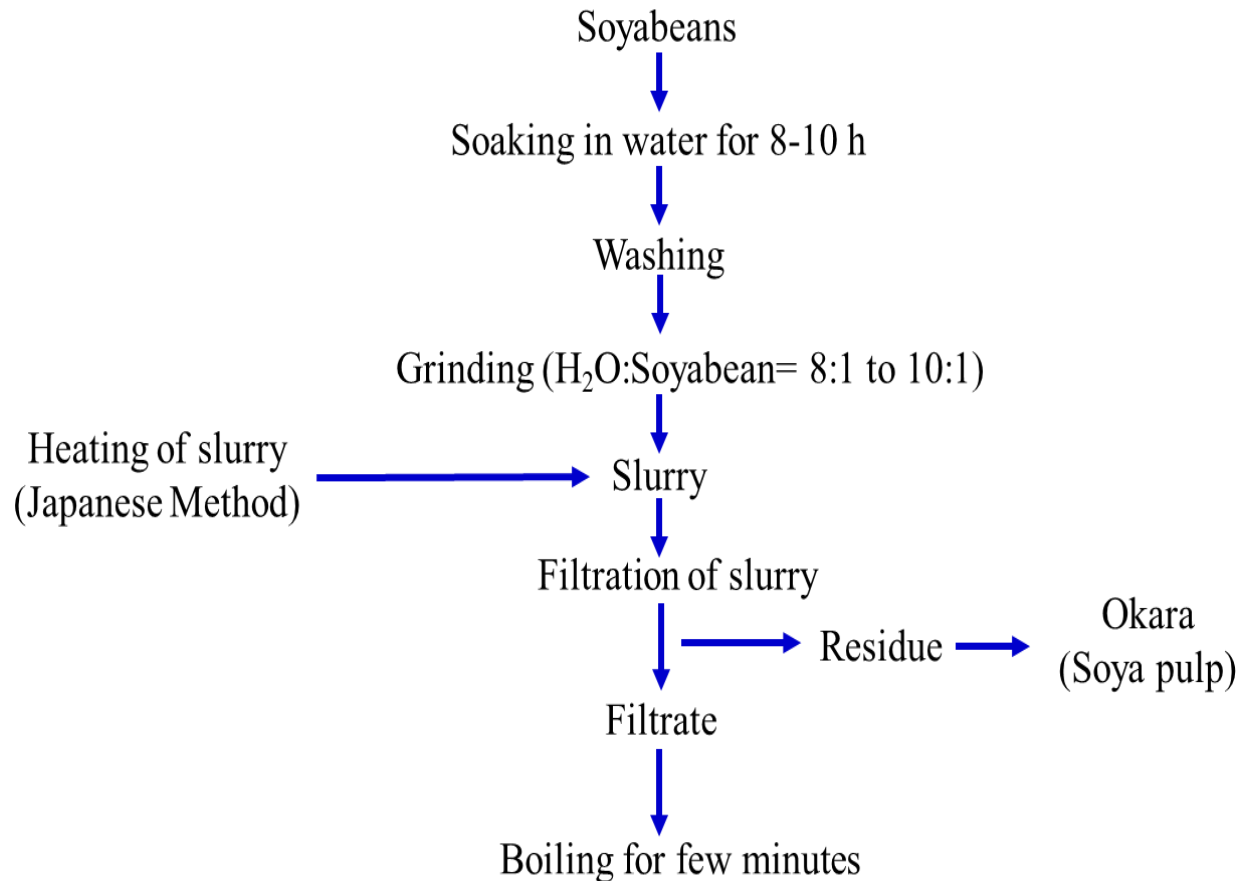 Soyabeans
Soaking in water for 8-10 h
Washing
Grinding (H₂O:Soyabean= 8:1 to 10:1)
Heating of slurry
(Japanese Method)
Slurry
Filtration of slurry
Residue
Okara
(Soya pulp)
Filtrate
Boiling for few minutes